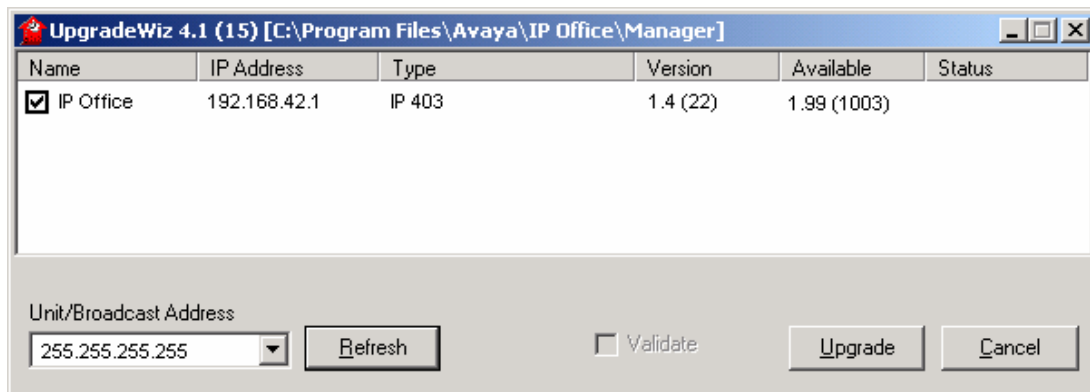 UpgradeWiz 4.1 (15) [C:\Program Files\Avaya\IP Office\Manager]
Name IP Address Type Version Available Status
IP Office 192.168.42.1 IP 403 1.4 (22) 1.99 (1003)
Unit/Broadcast Address
255.255.255.255 Refresh Validate Upgrade Cancel